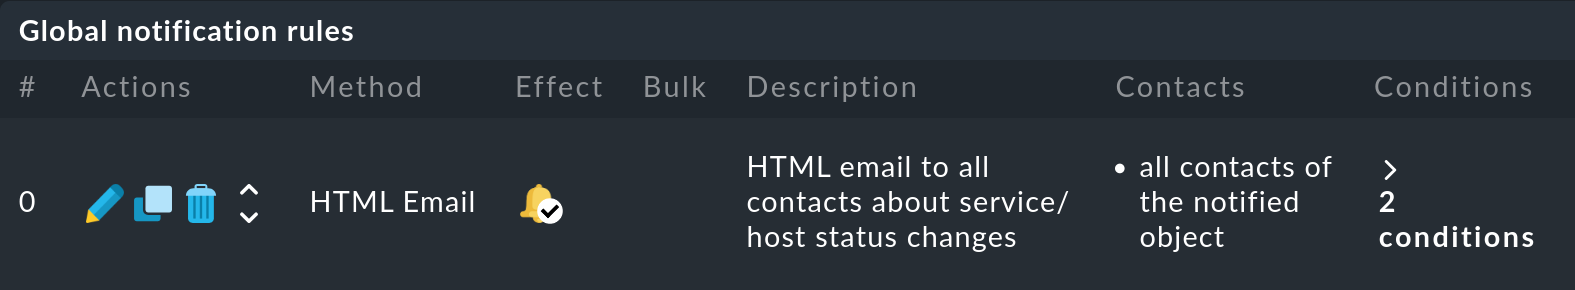 Global notification rules
# Actions Method Effect Bulk Description Contacts Conditions
0 HTML Email
HTML email to all
contacts about service/
host status changes
• all contacts of
the notified
object
2
conditions